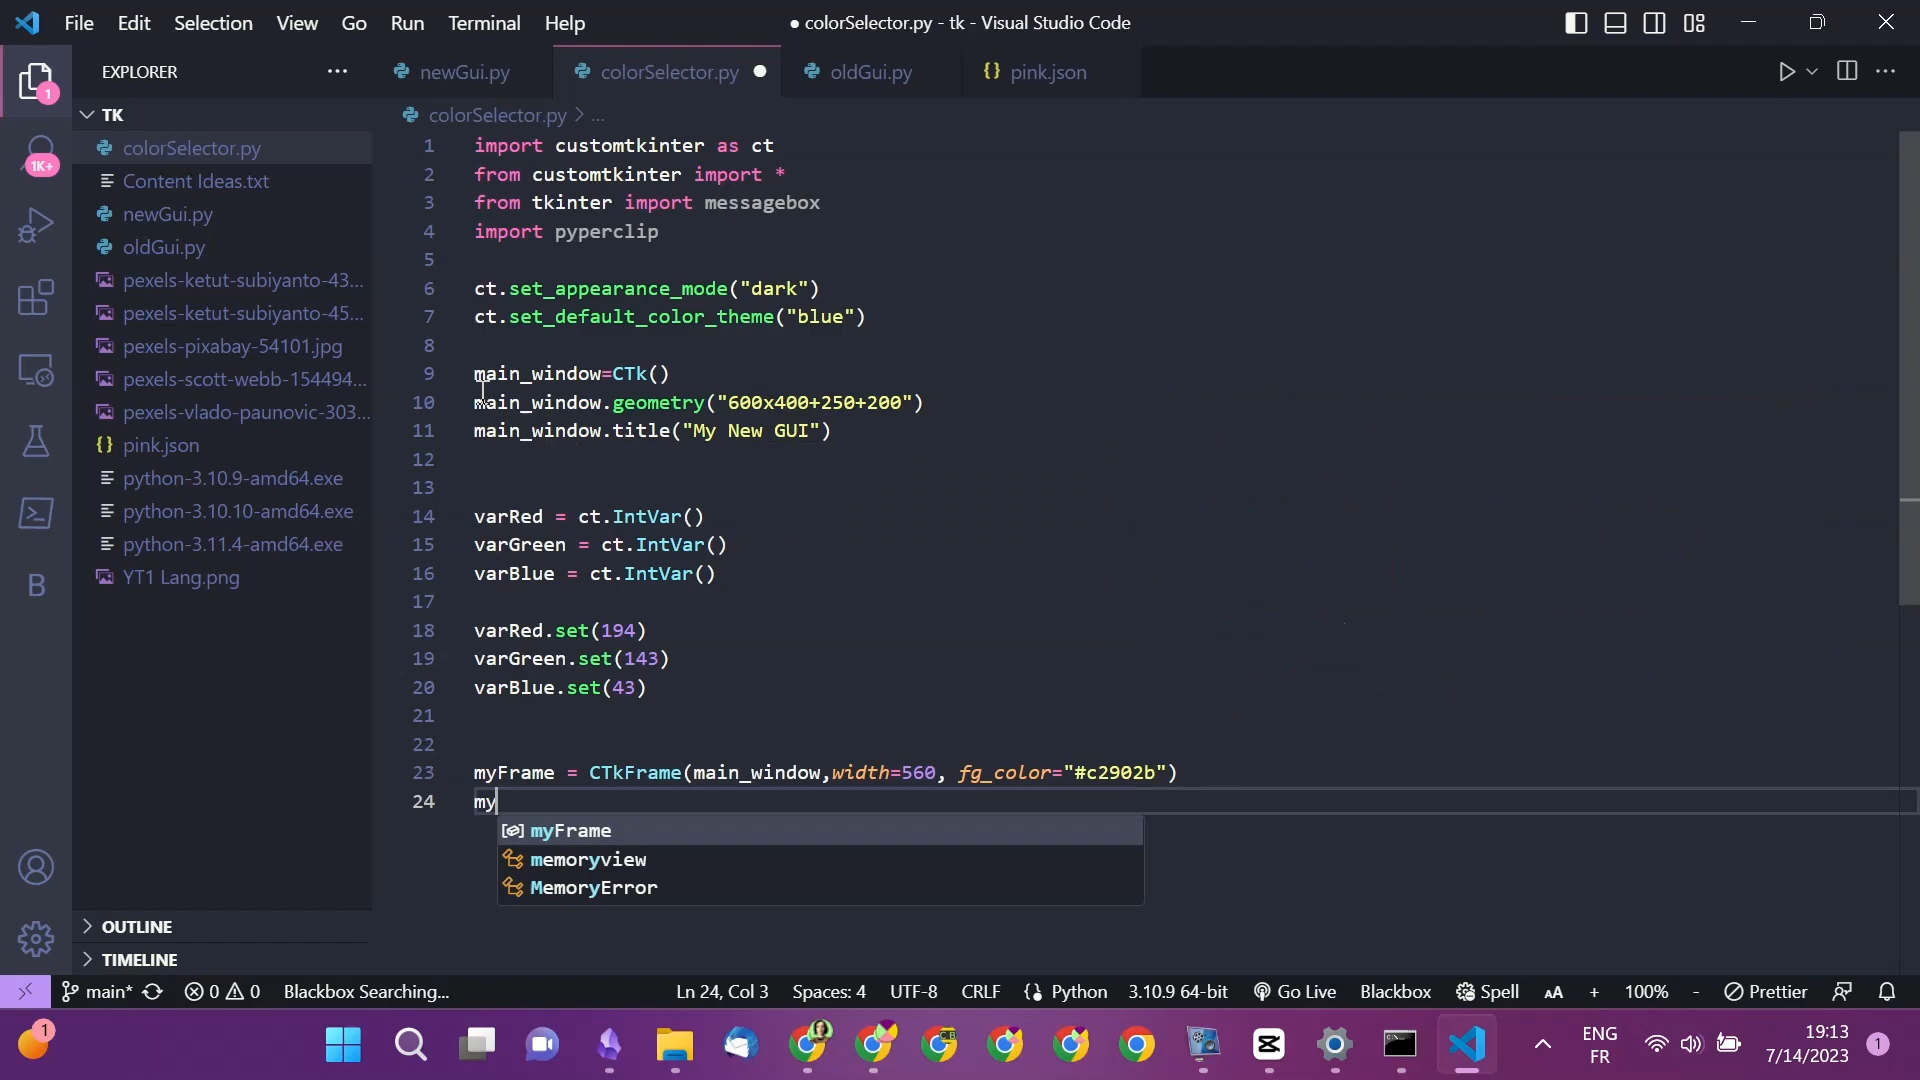 File Edit Selection View Go Run Terminal Help
● colorSelector.py - tk - Visual Studio Code
EXPLORER
newGui.py
colorSelector.py
oldGui.py
{} pink.json
TK
colorSelector.py > ...
colorSelector.py
Content Ideas.txt
newGui.py
oldGui.py
pexels-ketut-subiyanto-43...
pexels-ketut-subiyanto-45...
pexels-pixabay-54101.jpg
pexels-scott-webb-154494...
pexels-vlado-paunovic-303...
{} pink.json
python-3.10.9-amd64.exe
python-3.10.10-amd64.exe
python-3.11.4-amd64.exe
YT1 Lang.png
OUTLINE
TIMELINE
1
1K+
B
1 import customtkinter as ct
2 from customtkinter import *
3 from tkinter import messagebox
4 import pyperclip
5
6 ct.set_appearance_mode("dark")
7 ct.set_default_color_theme("blue")
8
9 main_window=CTk()
10 main_window.geometry("600x400+250+200")
11 main_window.title("My New GUI")
12
13
14 varRed = ct.IntVar()
15 varGreen = ct.IntVar()
16 varBlue = ct.IntVar()
17
18 varRed.set(194)
19 varGreen.set(143)
20 varBlue.set(43)
21
22
23 myFrame = CTkFrame(main_window,width=560, fg_color="#c2902b")
24 my
myFrame
memoryview
MemoryError
main* 0 0 Blackbox Searching... Ln 24, Col 3 Spaces: 4 UTF-8 CRLF Python 3.10.9 64-bit Go Live Blackbox Spell AA + 100% - Prettier
1
ENG
FR
19:13
7/14/2023
1